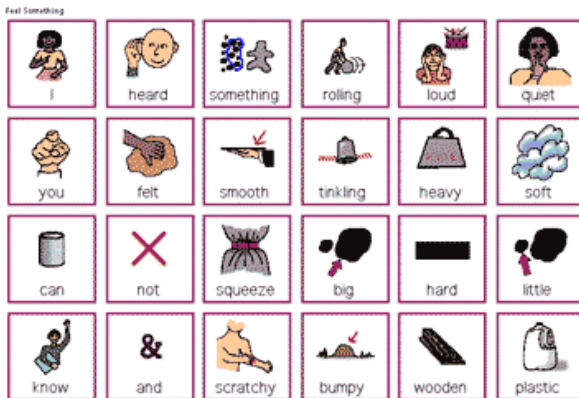 Feel Something
I heard something rolling loud quiet
you felt smooth tinkling heavy soft
can not squeeze big hard little
know & and scratchy bumpy wooden plastic